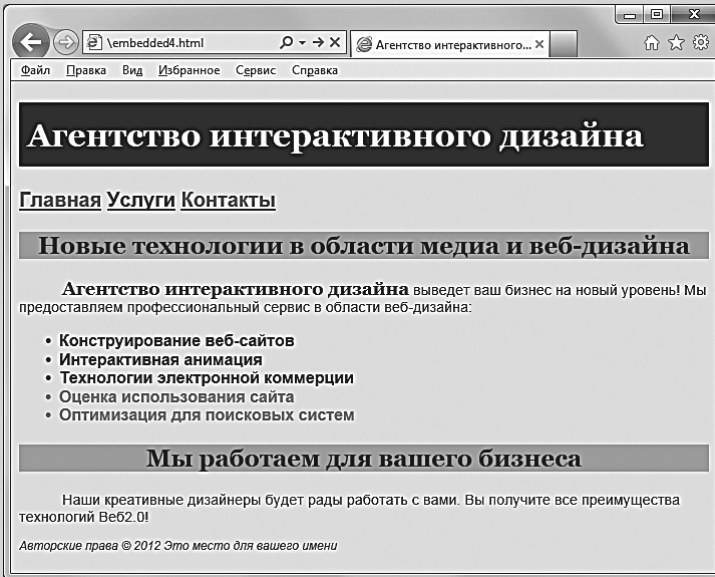 \embedded4.html
Агентство интерактивного...
Файл Правка Вид Избранное Сервис Справка
Агентство интерактивного дизайна
Главная Услуги Контакты
Новые технологии в области медиа и веб-дизайна
Агентство интерактивного дизайна выведет ваш бизнес на новый уровень! Мы
предоставляем профессиональный сервис в области веб-дизайна:
• Конструирование веб-сайтов
• Интерактивная анимация
• Технологии электронной коммерции
• Оценка использования сайта
• Оптимизация для поисковых систем
Мы работаем для вашего бизнеса
Наши креативные дизайнеры будет рады работать с вами. Вы получите все преимущества
технологий Веб2.0!
Авторские права © 2012 Это место для вашего имени